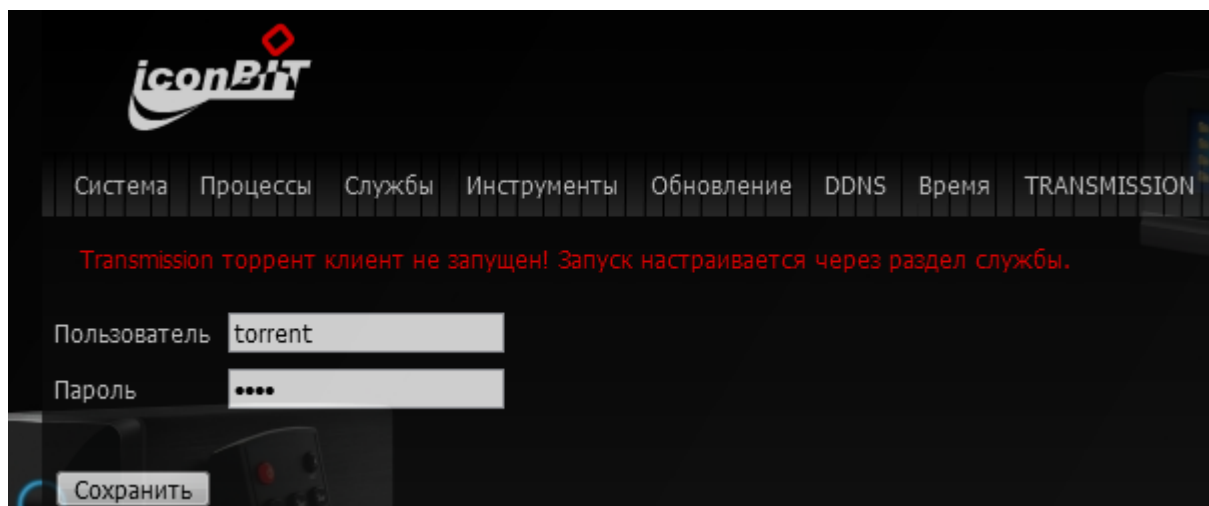 iconBiT
Система Процессы Службы Инструменты Обновление DDNS Время TRANSMISSION
Transmission торрент клиент не запущен! Запуск настраивается через раздел службы.
Пользователь torrent
Пароль ••••
Сохранить